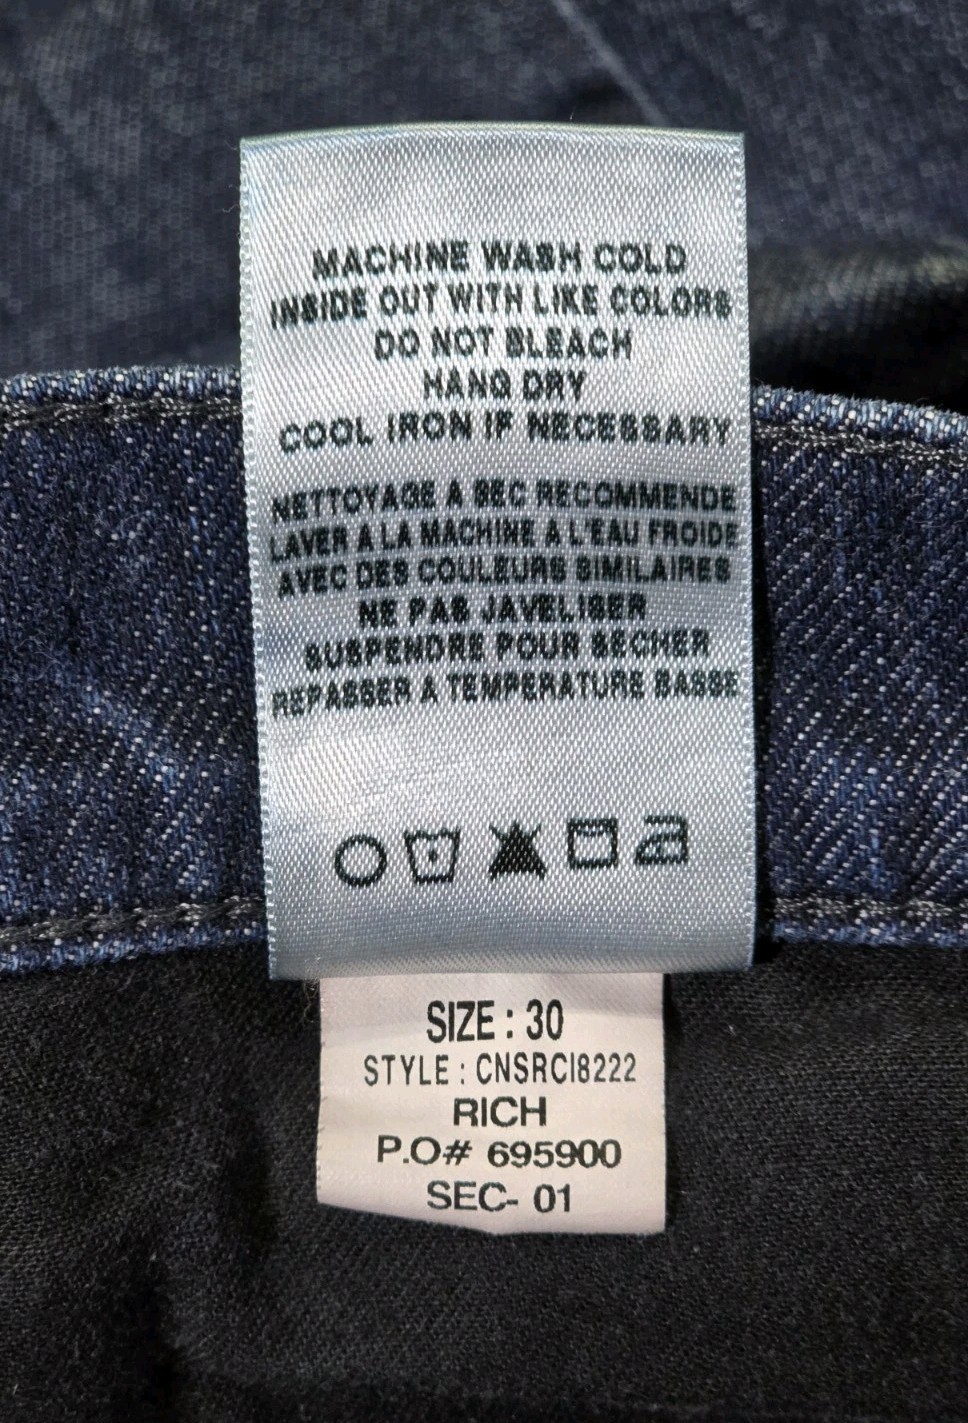 MACHINE WASH COLD
INSIDE OUT WITH LIKE COLORS
DO NOT BLEACH
HANG DRY
COOL IRON IF NECESSARY
NETTOYAGE A SEC RECOMMENDE
LAVER A LA MACHINE A L'EAU FROIDE
AVEC DES COULEURS SIMILAIRES
NE PAS JAVELISER
SUSPENDRE POUR SECHER
REPASSER A TEMPERATURE BASSE
SIZE : 30
STYLE : CNSRCI8222
RICH
P.O# 695900
SEC- 01